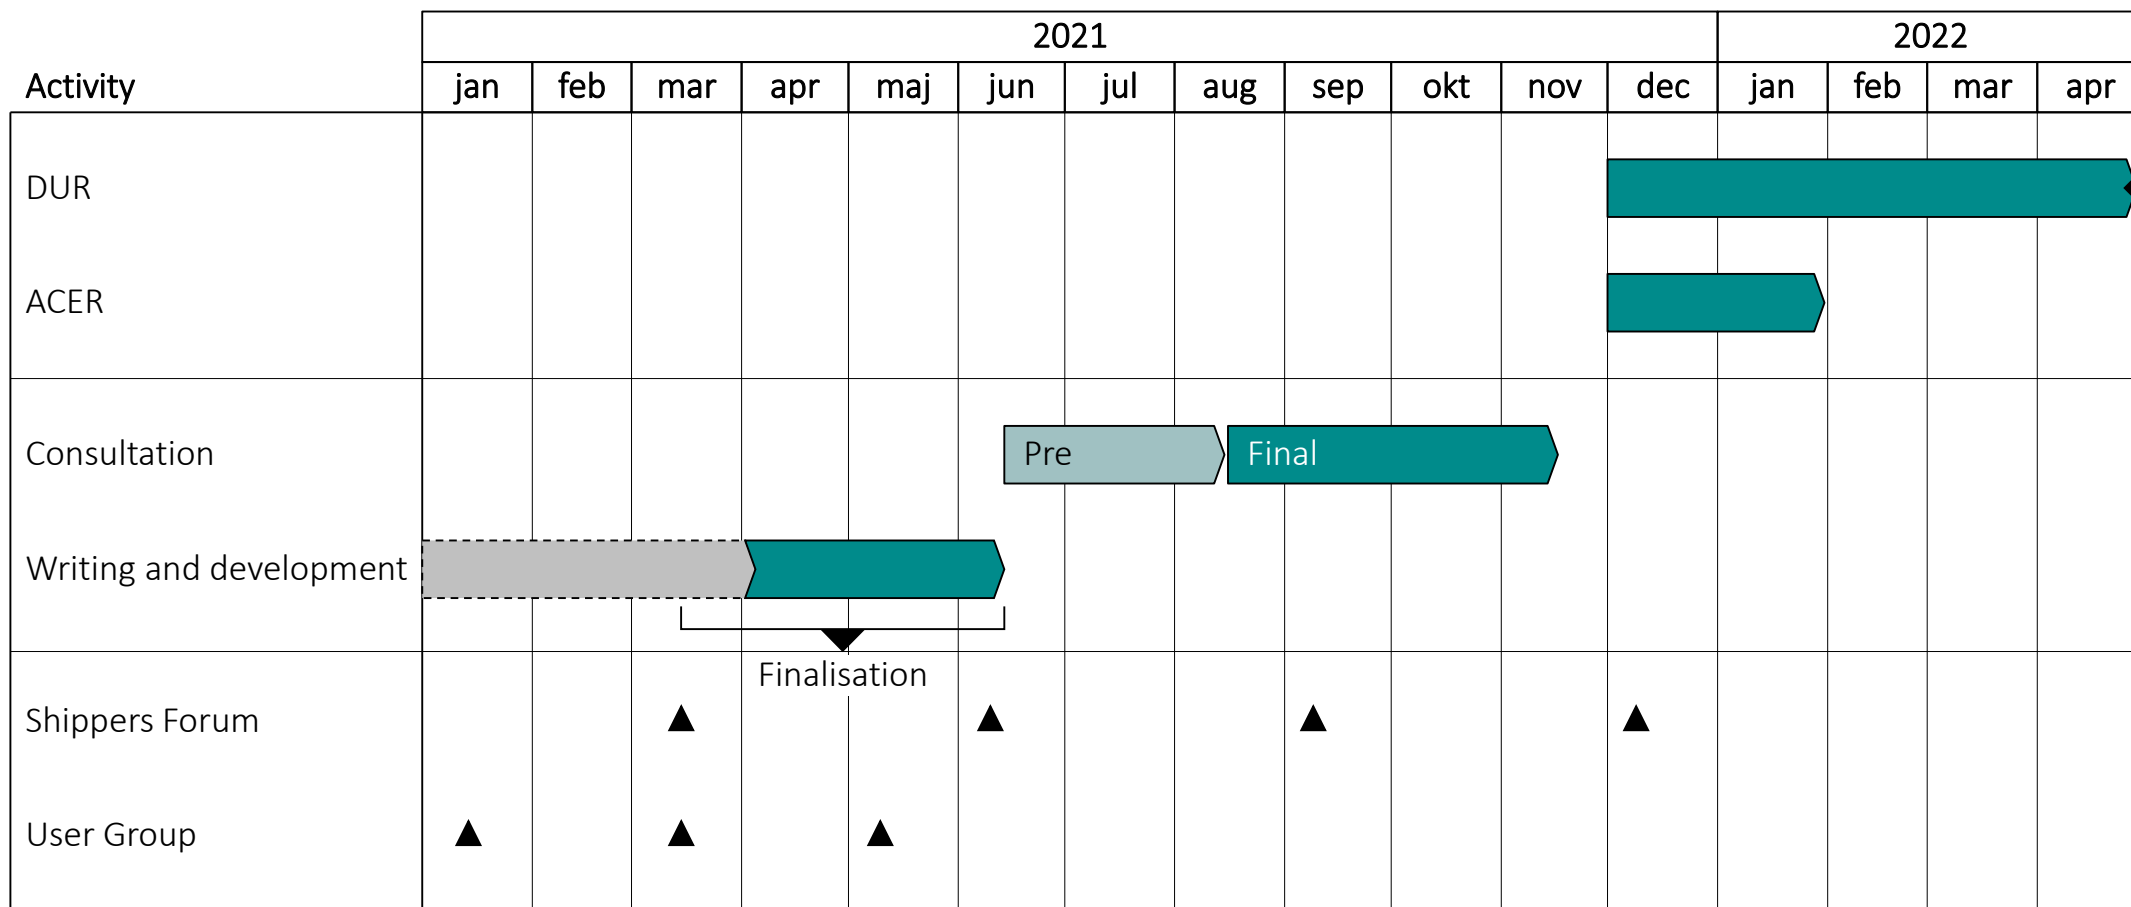 2021 2022
Activity jan feb mar apr maj jun jul aug sep okt nov dec jan feb mar apr
DUR
ACER
Consultation Pre Final
Writing and development
Finalisation
Shippers Forum
User Group